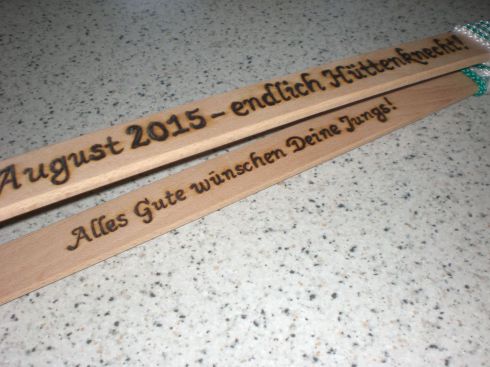 August 2015 - endlich Hüttenknecht!
Alles Gute wünschen Deine Jungs!